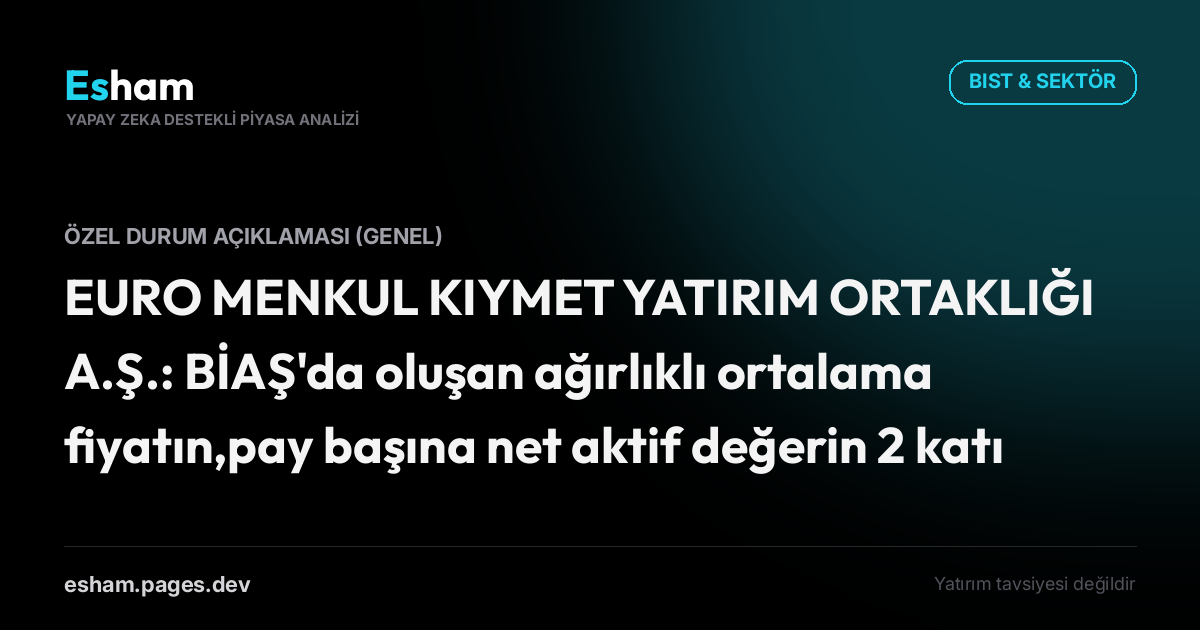 Esham
YAPAY ZEKA DESTEKLİ PİYASA ANALİZİ
BIST & SEKTÖR
ÖZEL DURUM AÇIKLAMASI (GENEL)
EURO MENKUL KIYMET YATIRIM ORTAKLIĞI
A.Ş.: BİAŞ'da oluşan ağırlıklı ortalama
fiyatın,pay başına net aktif değerin 2 katı
esham.pages.dev
Yatırım tavsiyesi değildir